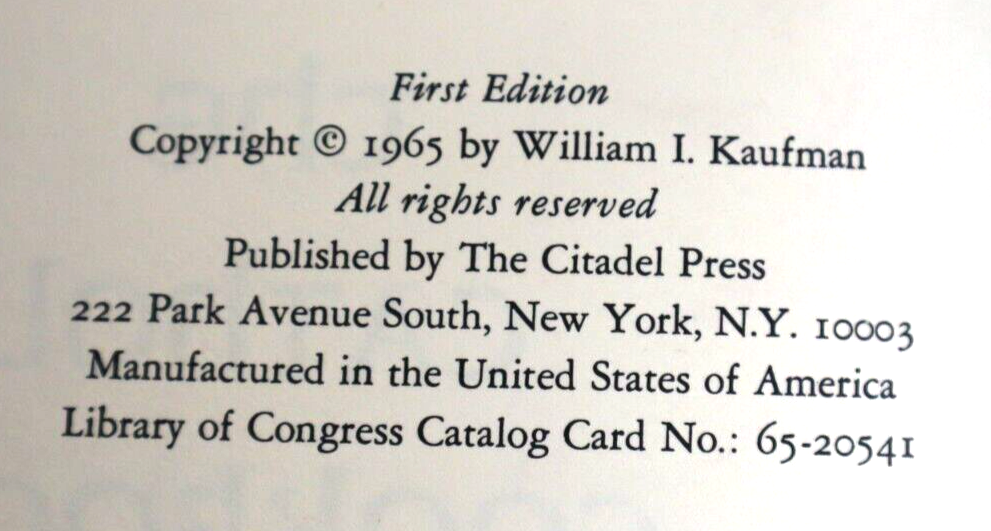 First Edition
Copyright © 1965 by William I. Kaufman
All rights reserved
Published by The Citadel Press
222 Park Avenue South, New York, N.Y. 10003
Manufactured in the United States of America
Library of Congress Catalog Card No.: 65-20541